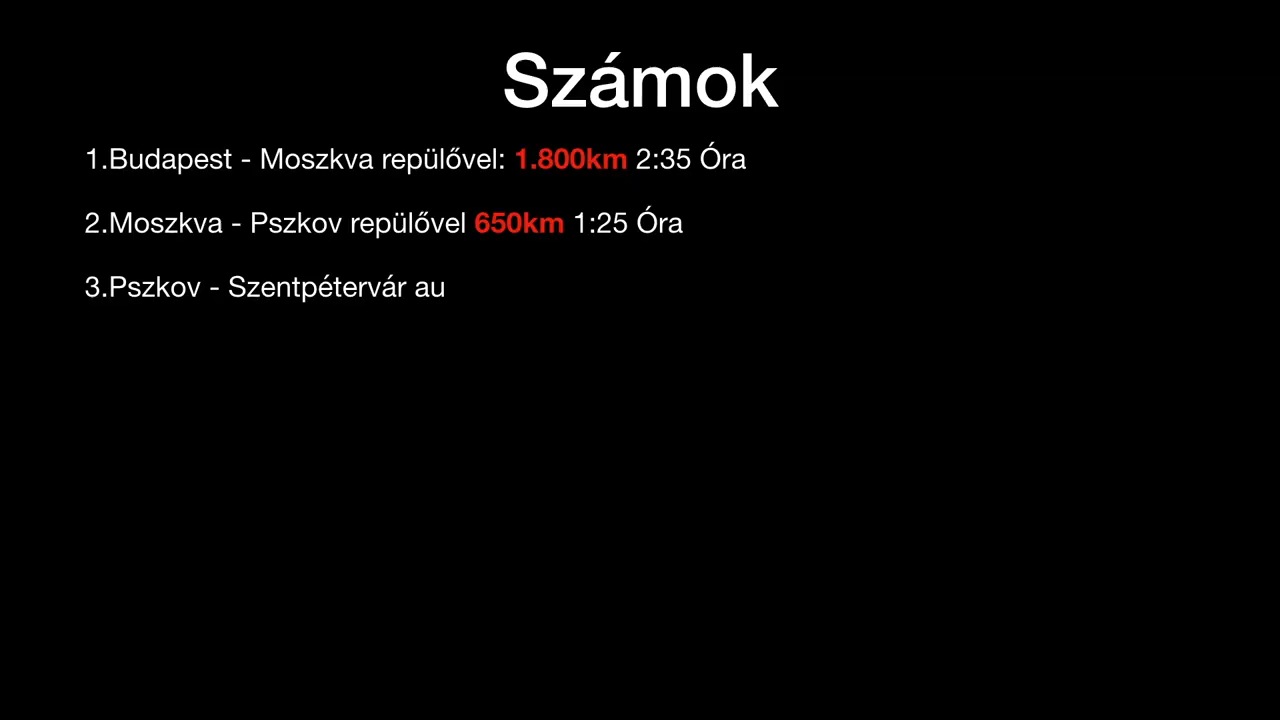 Számok
1.Budapest - Moszkva repülővel: 1.800km 2:35 Óra
2.Moszkva - Pszkov repülővel 650km 1:25 Óra
3.Pszkov - Szentpétervár au